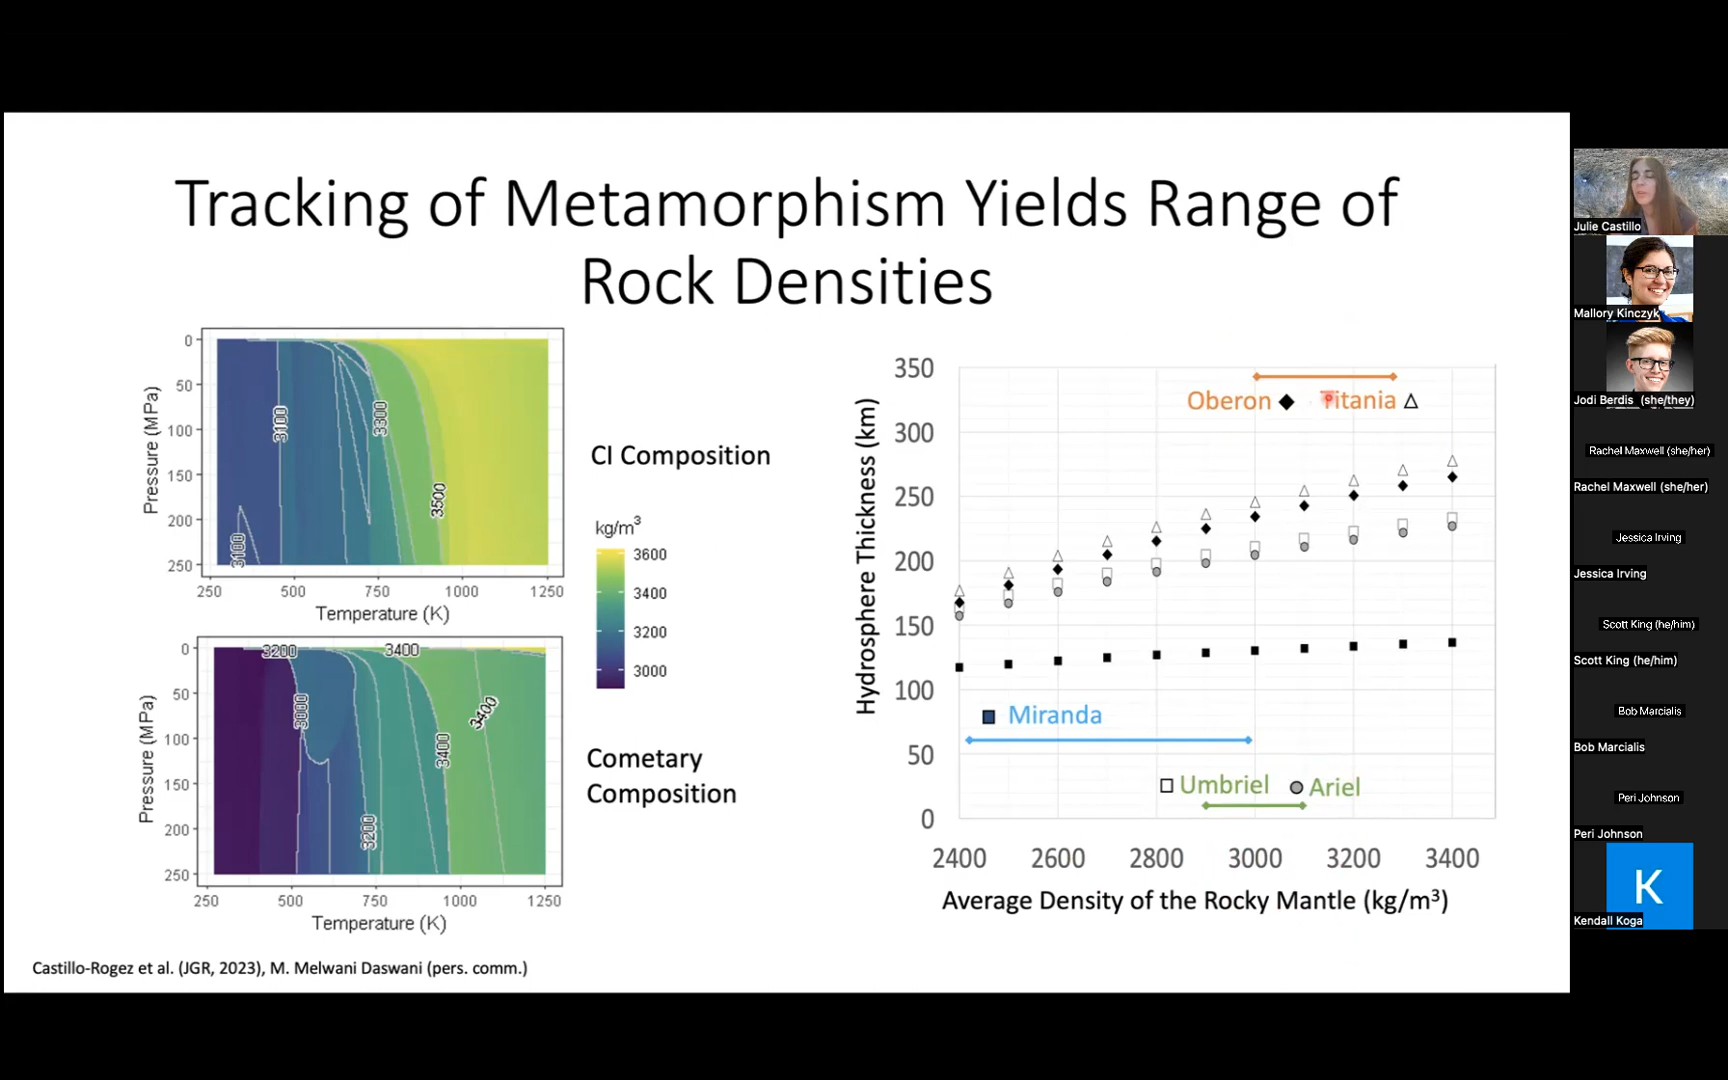 Tracking of Metamorphism Yields Range of
Rock Densities
0
50
100
150
200
250
Pressure (MPa)
3100
3100
3300
3500
250
500
750
1000
1250
Temperature (K)
CI Composition
kg/m³
3600
3400
3200
3000
0
50
100
150
200
250
Pressure (MPa)
3200
3400
3000
3400
3400
3200
250
500
750
1000
1250
Temperature (K)
Cometary
Composition
350
300
250
200
150
100
50
0
Hydrosphere Thickness (km)
Oberon
Titania
Miranda
Umbriel
Ariel
2400
2600
2800
3000
3200
3400
Average Density of the Rocky Mantle (kg/m³)
Castillo-Rogez et al. (JGR, 2023), M. Melwani Daswani (pers. comm.)
Julie Castillo
Mallory Kinczyk
Jodi Berdis (she/they)
Rachel Maxwell (she/her)
Rachel Maxwell (she/her)
Jessica Irving
Jessica Irving
Scott King (he/him)
Scott King (he/him)
Bob Marcialis
Bob Marcialis
Peri Johnson
Peri Johnson
K
Kendall Koga